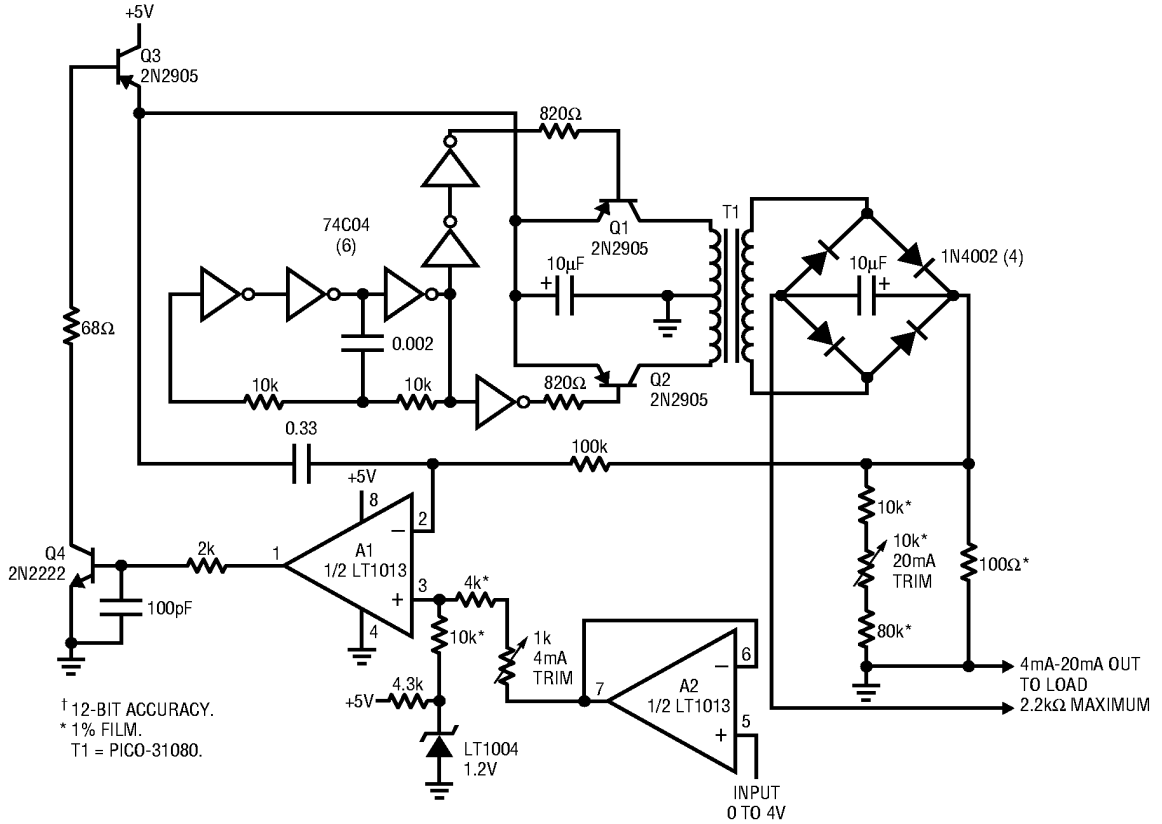 +5V
Q3
2N2905
820Ω
74C04
(6)
Q1
2N2905
T1
1N4002 (4)
10µF
+
10µF
+
68Ω
0.002
10k
10k
820Ω
Q2
2N2905
0.33
100k
+5V
8
2
–
A1
1/2 LT1013
1
3
+
4
Q4
2N2222
2k
100pF
4k*
10k*
1k
4mA
TRIM
4.3k
+5V
LT1004
1.2V
10k*
10k*
20mA
TRIM
80k*
100Ω*
6
–
7
A2
1/2 LT1013
5
+
INPUT
0 TO 4V
4mA-20mA OUT
TO LOAD
2.2kΩ MAXIMUM
† 12-BIT ACCURACY.
* 1% FILM.
T1 = PICO-31080.